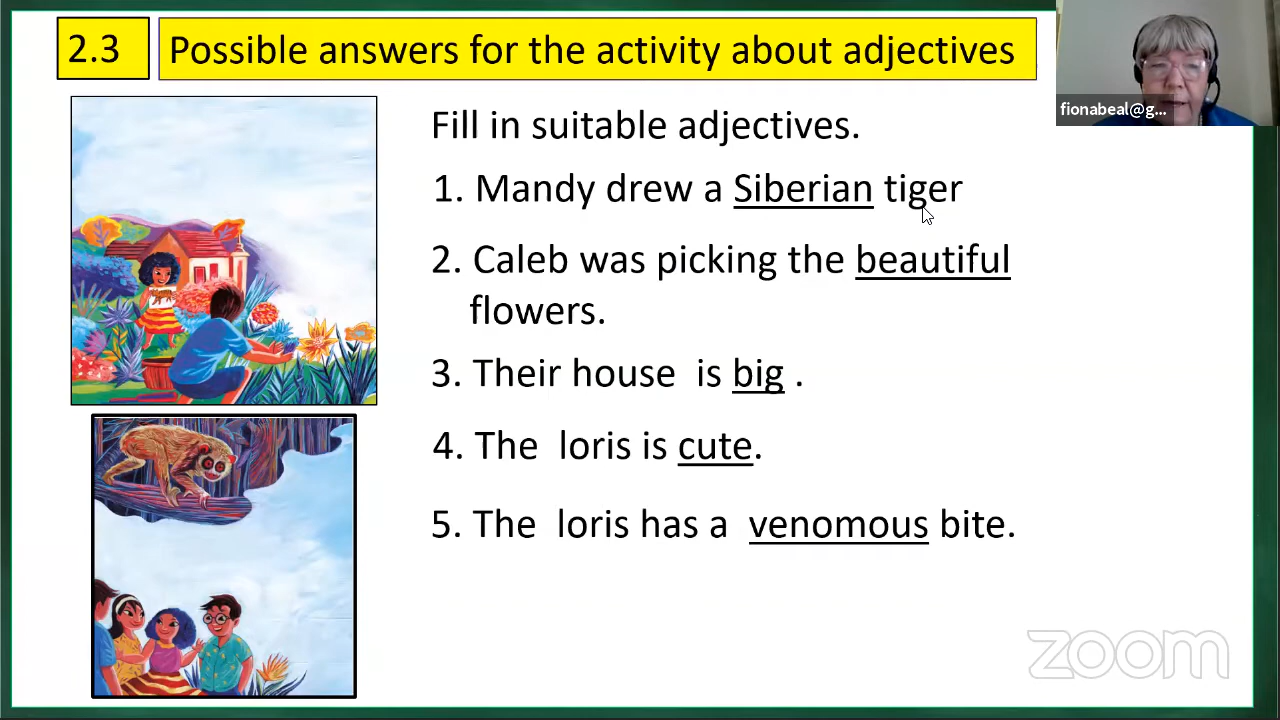 2.3
Possible answers for the activity about adjectives
fionabeal@g...
Fill in suitable adjectives.
1. Mandy drew a Siberian tiger
2. Caleb was picking the beautiful
flowers.
3. Their house is big .
4. The loris is cute.
5. The loris has a venomous bite.
zoom